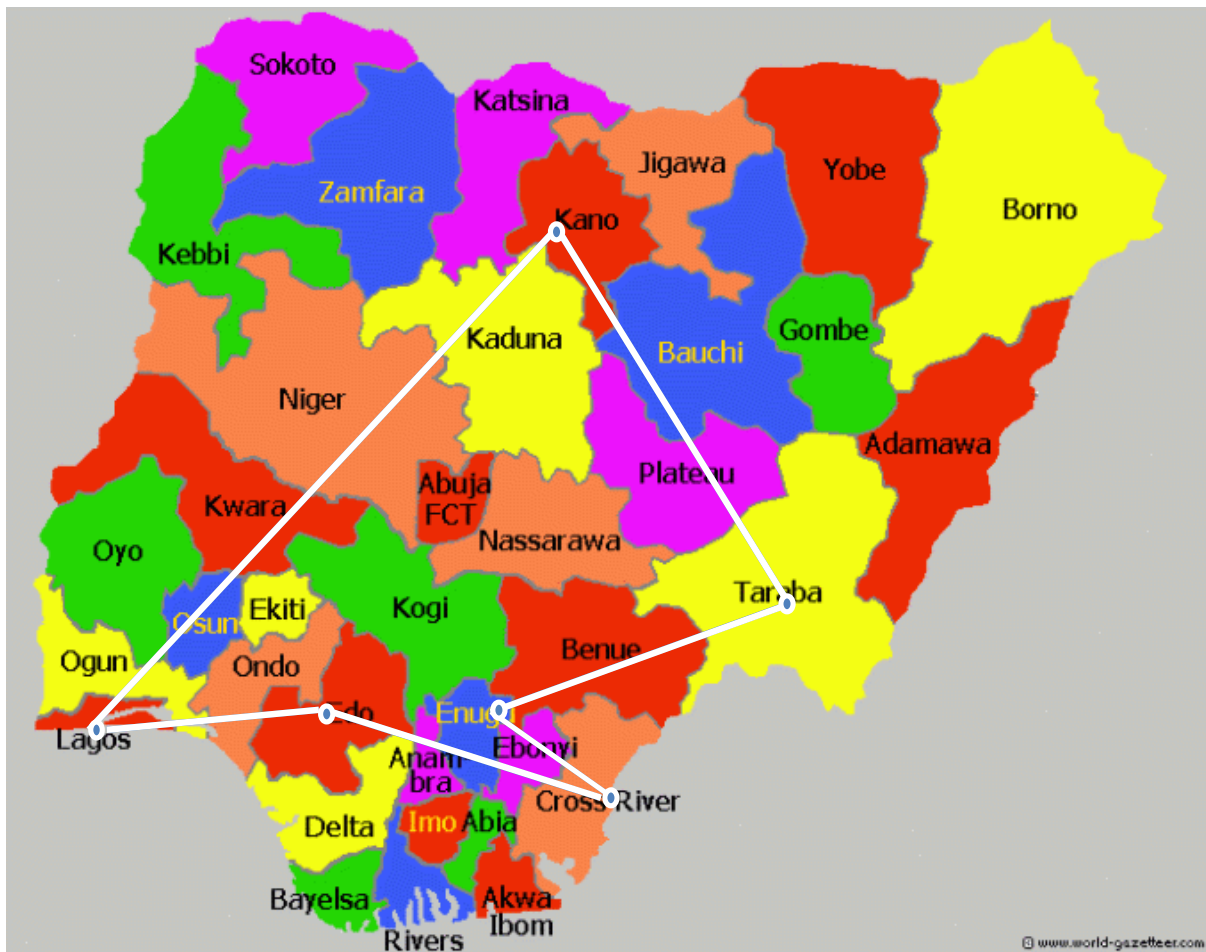 Sokoto
Katsina
Jigawa
Yobe
Zamfara
Borno
Kano
Kebbi
Gombe
Kaduna
Bauchi
Niger
Adamawa
Plateau
Abuja
FCT
Kwara
Nassarawa
Oyo
Taraba
Ekiti
Kogi
Osun
Benue
Ogun
Ondo
Edo
Enugu
Lagos
Ebonyi
Anam
bra
Cross River
Delta
Imo
Abia
Bayelsa
Akwa
Ibom
Rivers
© www.world-gazetteer.com